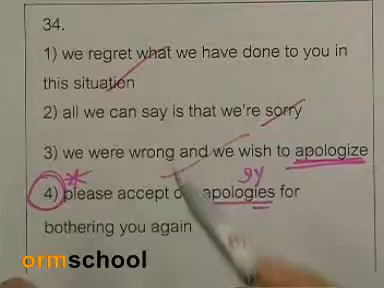 34.
1) we regret what we have done to you in
this situation
2) all we can say is that we're sorry
3) we were wrong and we wish to apologize
gy
4) please accept apologies for
bothering you again
ormschool